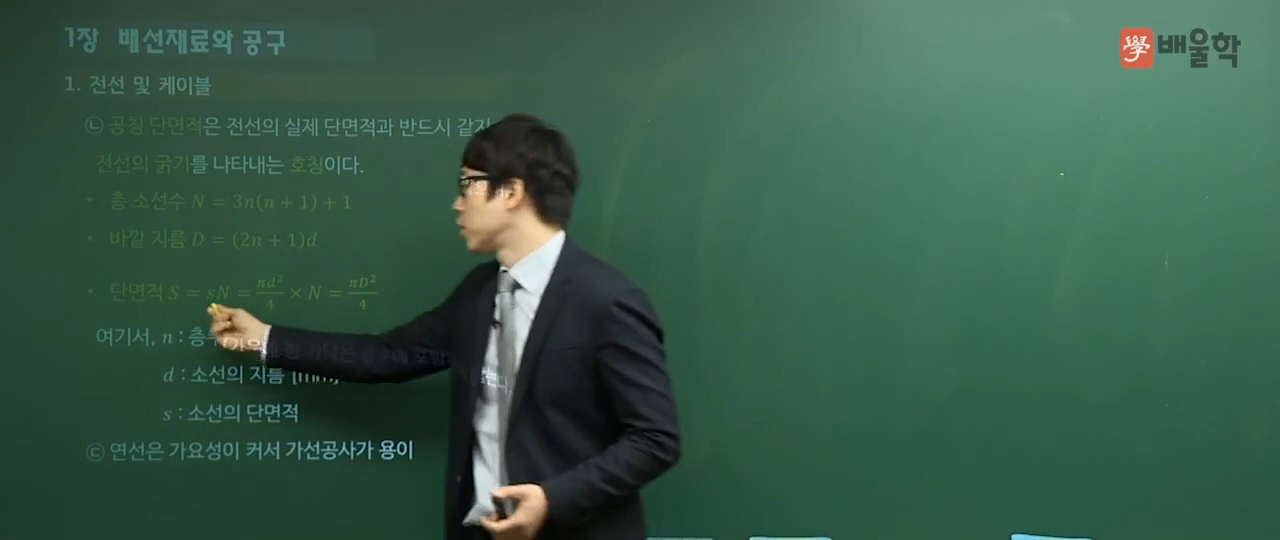 1장 배선재료와 공구
學 배울학
1. 전선 및 케이블
㉡ 공칭 단면적은 전선의 실제 단면적과 반드시 같지
전선의 굵기를 나타내는 호칭이다.
• 총 소선수 N = 3n(n + 1) + 1
• 바깥 지름 D = (2n + 1)d
• 단면적 S = sN = πd²/4 × N = πD²/4
여기서, n : 층수
d : 소선의 지름 [mm]
s : 소선의 단면적
㉢ 연선은 가요성이 커서 가선공사가 용이